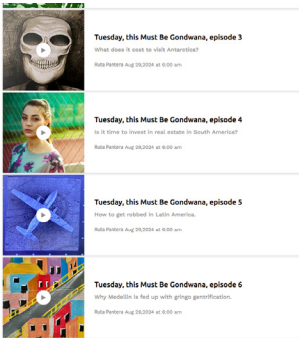 Tuesday, this Must Be Gondwana, episode 3
What does it cost to visit Antarctica?
Ruta Pantera Aug 29,2024 at 6:00 am
Tuesday, this Must Be Gondwana, episode 4
Is it time to invest in real estate in South America?
Ruta Pantera Aug 29,2024 at 6:00 am
Tuesday, this Must Be Gondwana, episode 5
How to get robbed in Latin America.
Ruta Pantera Aug 29,2024 at 6:00 am
Tuesday, this Must Be Gondwana, episode 6
Why Medellin is fed up with gringo gentrification.
Ruta Pantera Aug 29,2024 at 6:00 am